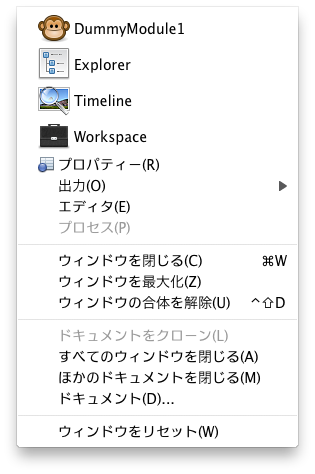 DummyModule1
Explorer
Timeline
Workspace
プロパティー(R)
出力(O)
エディタ(E)
プロセス(P)
ウィンドウを閉じる(C) ⌘W
ウィンドウを最大化(Z)
ウィンドウの合体を解除(U) ^⇧D
ドキュメントをクローン(L)
すべてのウィンドウを閉じる(A)
ほかのドキュメントを閉じる(M)
ドキュメント(D)...
ウィンドウをリセット(W)